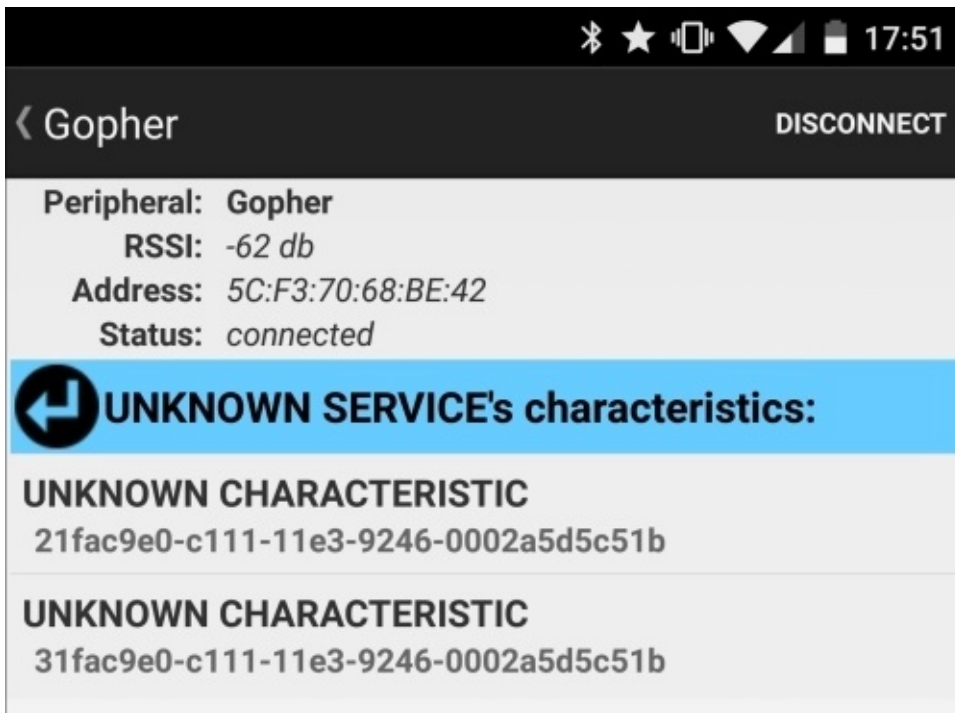 17:51
Gopher
DISCONNECT
Peripheral: Gopher
RSSI: -62 db
Address: 5C:F3:70:68:BE:42
Status: connected
UNKNOWN SERVICE's characteristics:
UNKNOWN CHARACTERISTIC
21fac9e0-c111-11e3-9246-0002a5d5c51b
UNKNOWN CHARACTERISTIC
31fac9e0-c111-11e3-9246-0002a5d5c51b